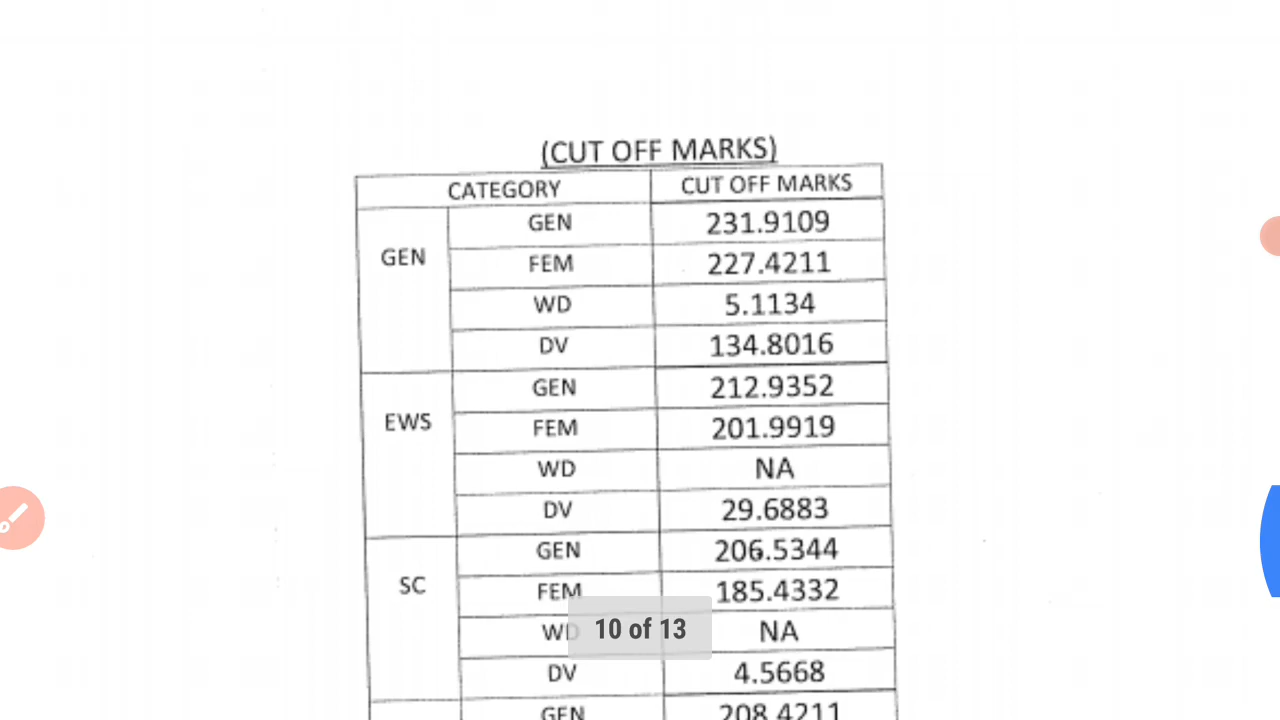 (CUT OFF MARKS)
CATEGORY CUT OFF MARKS
GEN GEN 231.9109
FEM 227.4211
WD 5.1134
DV 134.8016
EWS GEN 212.9352
FEM 201.9919
WD NA
DV 29.6883
SC GEN 206.5344
FEM 185.4332
WD NA
10 of 13
DV 4.5668
GEN 208.4211